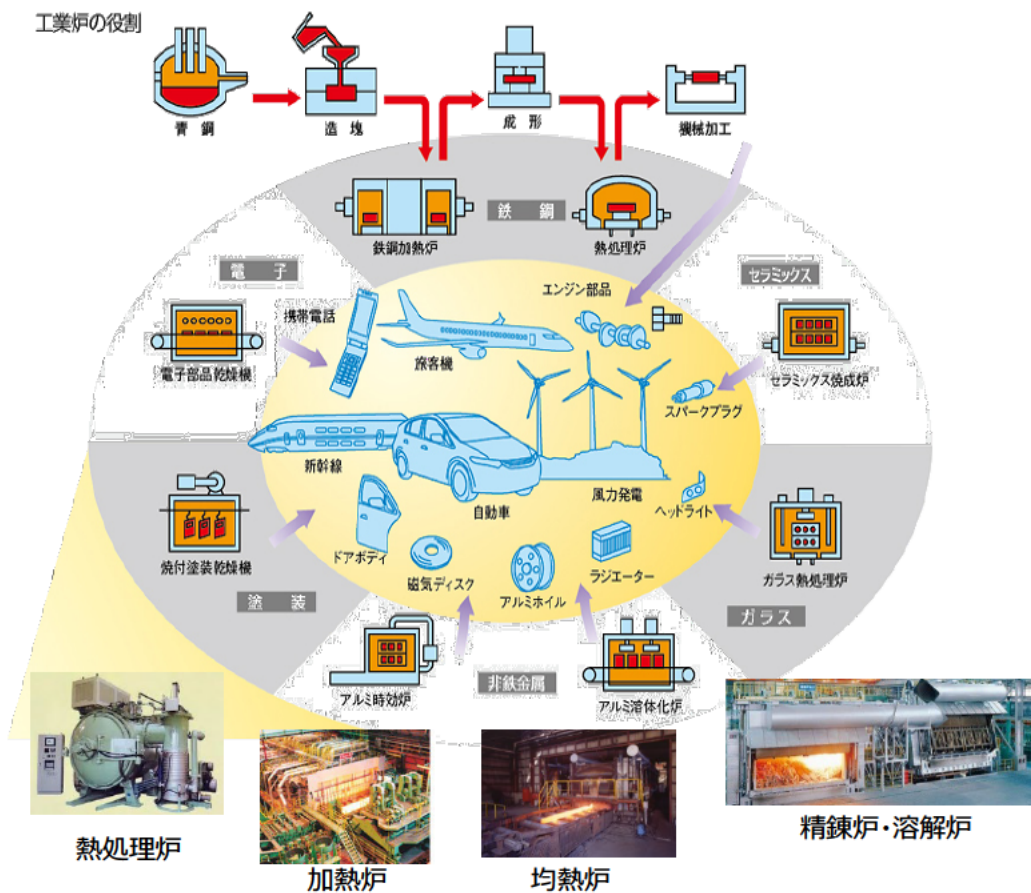 工業炉の役割
青鋼
造塊
成形
機械加工
鉄鋼
鉄鋼加熱炉
熱処理炉
電子
セラミックス
エンジン部品
携帯電話
旅客機
電子部品乾燥機
セラミックス焼成炉
スパークプラグ
新幹線
風力発電
自動車
ヘッドライト
ドアボディ
焼付塗装乾燥機
磁気ディスク
ラジエーター
アルミホイル
ガラス熱処理炉
塗装
ガラス
非鉄金属
アルミ時効炉
アルミ溶体化炉
熱処理炉
加熱炉
均熱炉
精錬炉・溶解炉